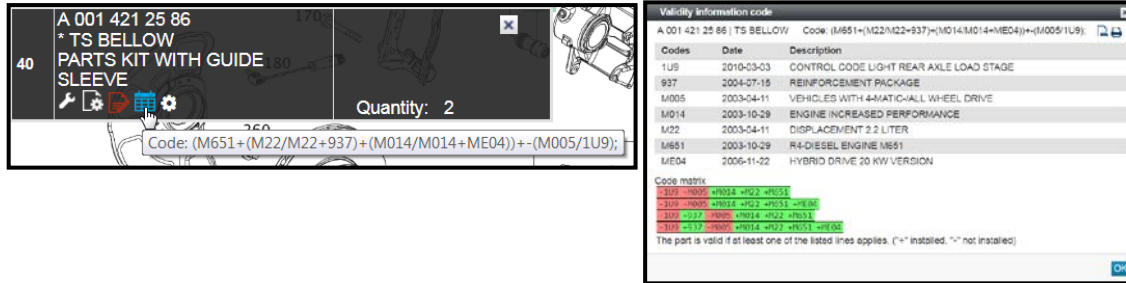 170
A 001 421 25 86
* TS BELLOW
40
PARTS KIT WITH GUIDE
180
SLEEVE
Quantity: 2
260
Code: (M651+(M22/M22+937)+(M014/M014+ME04))+-(M005/1U9);
Validity information code
A 001 421 25 86 | TS BELLOW Code: (M651+(M22/M22+937)+(M014/M014+ME04))+-(M005/1U9);
Codes Date Description
1U9 2010-03-03 CONTROL CODE LIGHT REAR AXLE LOAD STAGE
937 2004-07-15 REINFORCEMENT PACKAGE
M005 2003-04-11 VEHICLES WITH 4-MATIC-/ALL WHEEL DRIVE
M014 2003-10-29 ENGINE INCREASED PERFORMANCE
M22 2003-04-11 DISPLACEMENT 2.2 LITER
M651 2003-10-29 R4-DIESEL ENGINE M651
ME04 2006-11-22 HYBRID DRIVE 20 KW VERSION
Code matrix
-1U9 -M005 +M014 +M22 +M651
-1U9 -M005 +M014 +M22 +M651 +ME04
-1U9 +937 -M005 +M014 +M22 +M651
-1U9 +937 -M005 +M014 +M22 +M651 +ME04
The part is valid if at least one of the listed lines applies. ("+" installed, "-" not installed)
OK